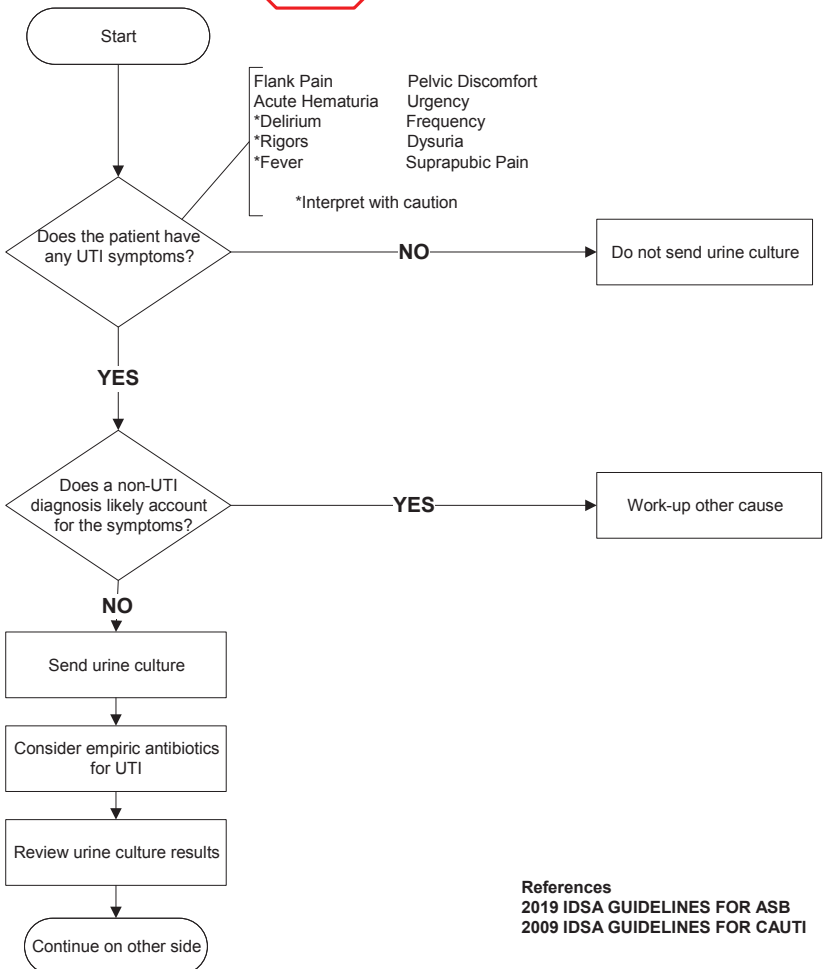 Start
Flank Pain Pelvic Discomfort
Acute Hematuria Urgency
*Delirium Frequency
*Rigors Dysuria
*Fever Suprapubic Pain
*Interpret with caution
Does the patient have
any UTI symptoms?
NO
Do not send urine culture
YES
Does a non-UTI
diagnosis likely account
for the symptoms?
YES
Work-up other cause
NO
Send urine culture
Consider empiric antibiotics
for UTI
Review urine culture results
Continue on other side
References
2019 IDSA GUIDELINES FOR ASB
2009 IDSA GUIDELINES FOR CAUTI